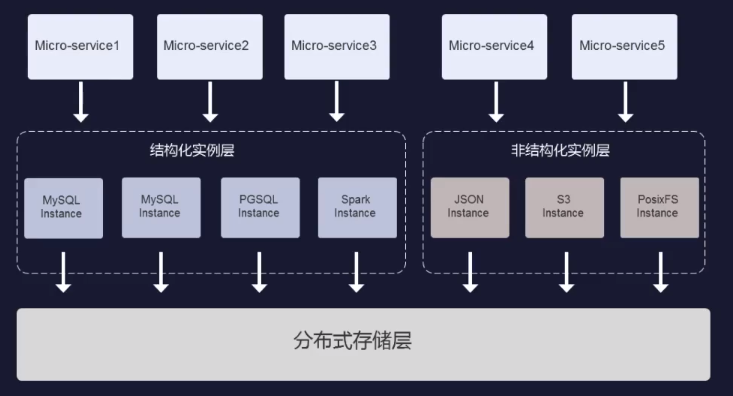 Micro-service1
Micro-service2
Micro-service3
Micro-service4
Micro-service5
结构化实例层
非结构化实例层
MySQL
Instance
MySQL
Instance
PGSQL
Instance
Spark
Instance
JSON
Instance
S3
Instance
PosixFS
Instance
分布式存储层